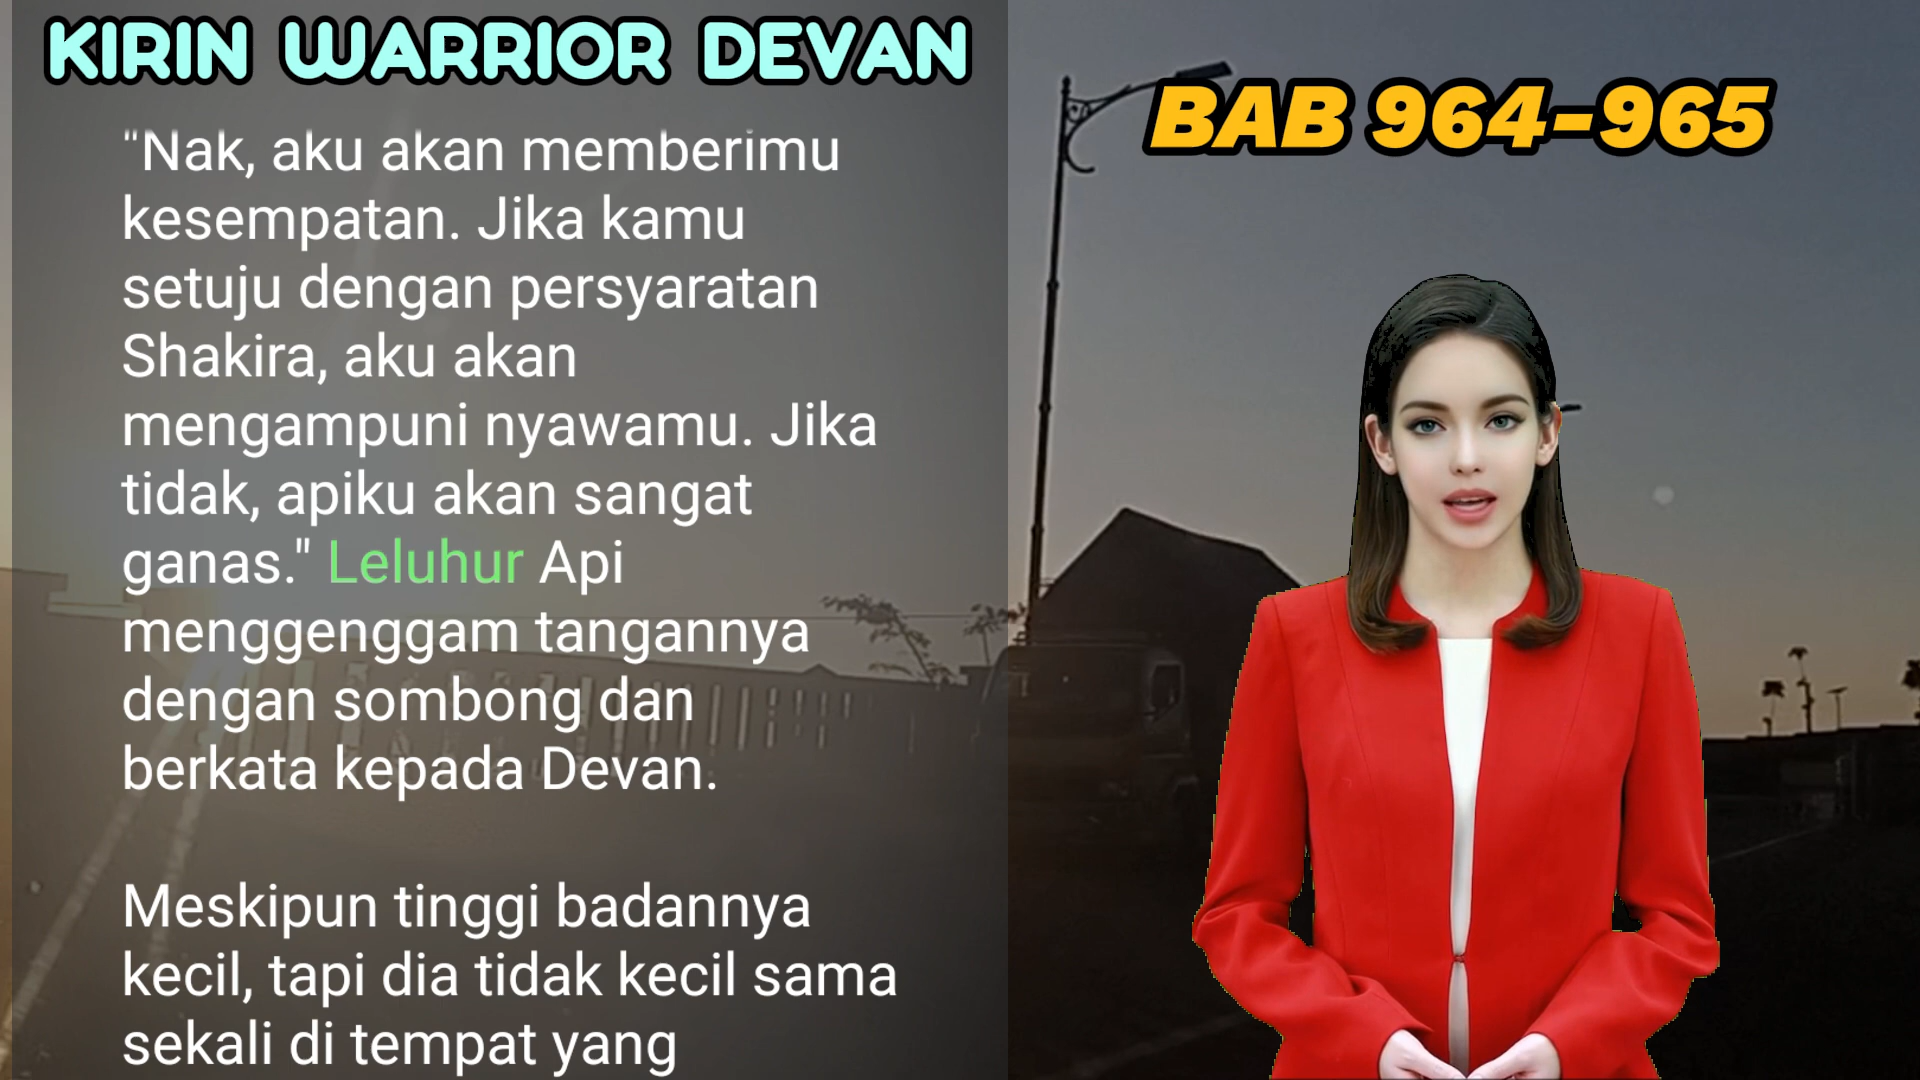 KIRIN WARRIOR DEVAN
BAB 964-965
"Nak, aku akan memberimu
kesempatan. Jika kamu
setuju dengan persyaratan
Shakira, aku akan
mengampuni nyawamu. Jika
tidak, apiku akan sangat
ganas." Leluhur Api
menggenggam tangannya
dengan sombong dan
berkata kepada Devan.
Meskipun tinggi badannya
kecil, tapi dia tidak kecil sama
sekali di tempat yang